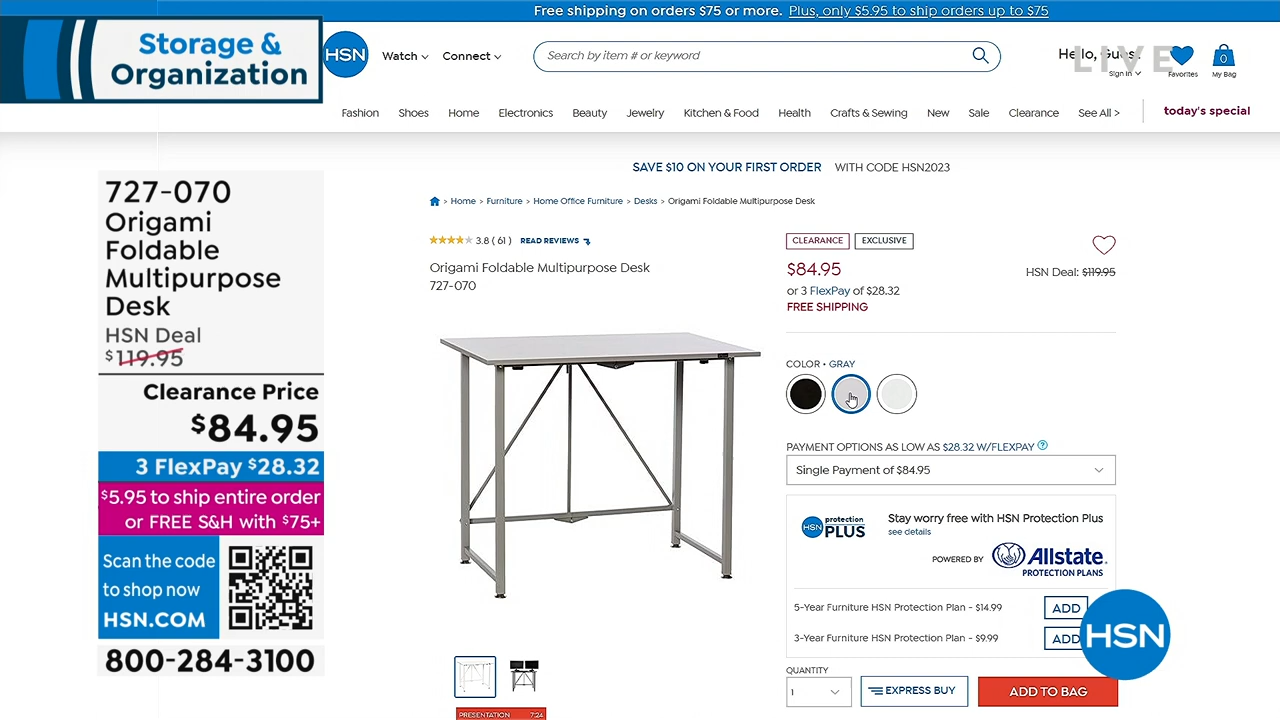 Free shipping on orders $75 or more. Plus, only $5.95 to ship orders up to $75
Storage &
Organization
HSN
Watch
Connect
Search by item # or keyword
Hello, Guest
LIVE
Sign In
Favorites
0
My Bag
Fashion Shoes Home Electronics Beauty Jewelry Kitchen & Food Health Crafts & Sewing New Sale Clearance See All > today's special
SAVE $10 ON YOUR FIRST ORDER WITH CODE HSN2023
727-070
Origami
Foldable
Multipurpose
Desk
HSN Deal
$119.95
Clearance Price
$84.95
3 FlexPay $28.32
$5.95 to ship entire order
or FREE S&H with $75+
Scan the code
to shop now
HSN.COM
800-284-3100
> Home > Furniture > Home Office Furniture > Desks > Origami Foldable Multipurpose Desk
3.8 ( 61 ) READ REVIEWS
Origami Foldable Multipurpose Desk
727-070
CLEARANCE EXCLUSIVE
$84.95
HSN Deal: $119.95
or 3 FlexPay of $28.32
FREE SHIPPING
COLOR • GRAY
PAYMENT OPTIONS AS LOW AS $28.32 W/FLEXPAY ?
Single Payment of $84.95
HSN protection PLUS
Stay worry free with HSN Protection Plus
see details
POWERED BY Allstate.
PROTECTION PLANS
5-Year Furniture HSN Protection Plan - $14.99 ADD
3-Year Furniture HSN Protection Plan - $9.99 ADD
HSN
QUANTITY
1
EXPRESS BUY
ADD TO BAG
PRESENTATION 7:24